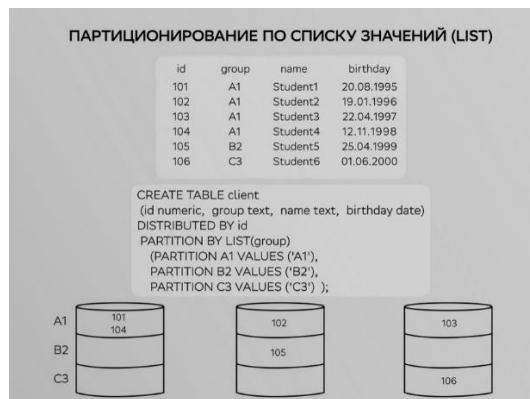 ПАРТИЦИОНИРОВАНИЕ ПО СПИСКУ ЗНАЧЕНИЙ (LIST)
id group name birthday
101 A1 Student1 20.08.1995
102 A1 Student2 19.01.1996
103 A1 Student3 22.04.1997
104 A1 Student4 12.11.1998
105 B2 Student5 25.04.1999
106 C3 Student6 01.06.2000
CREATE TABLE client
(id numeric, group text, name text, birthday date)
DISTRIBUTED BY id
PARTITION BY LIST(group)
(PARTITION A1 VALUES ('A1'),
PARTITION B2 VALUES ('B2'),
PARTITION C3 VALUES ('C3') );
A1 101 102 103
104
B2 105
C3 106